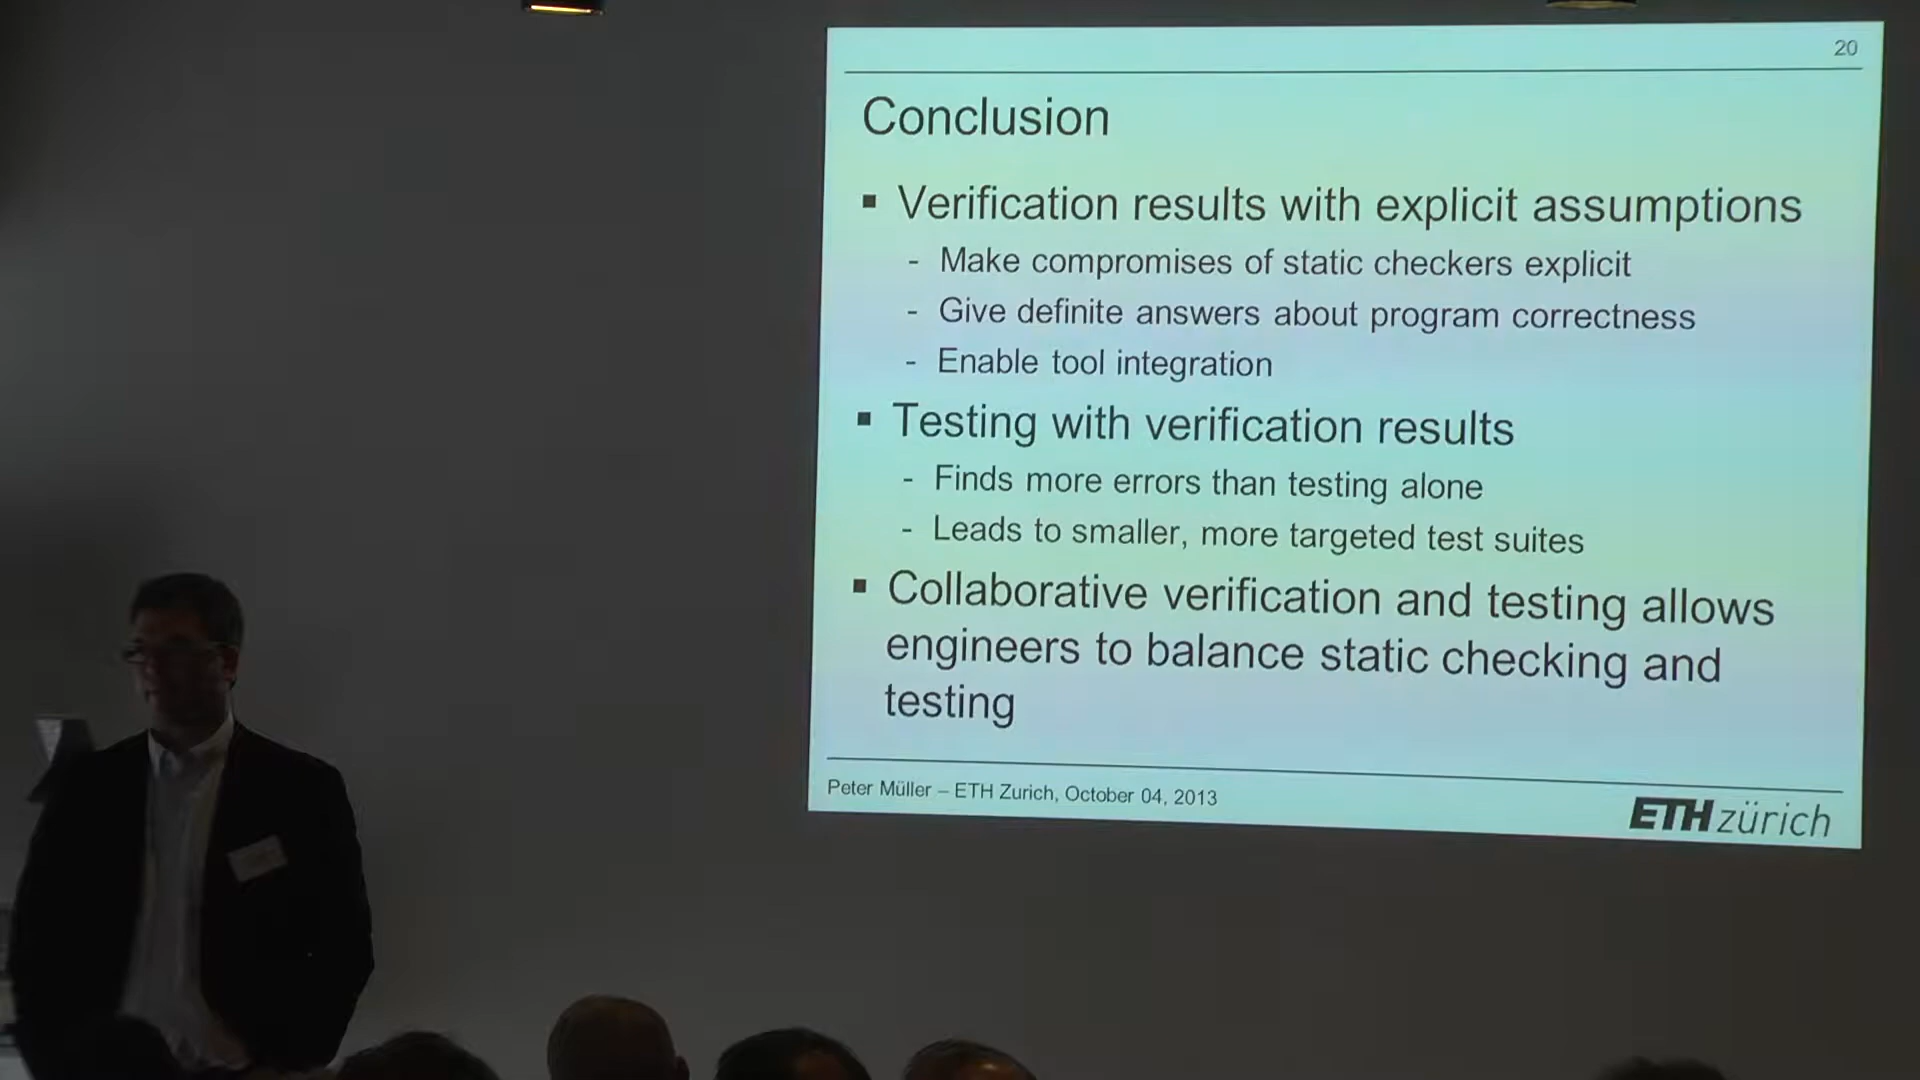 20
Conclusion
▪ Verification results with explicit assumptions
- Make compromises of static checkers explicit
- Give definite answers about program correctness
- Enable tool integration
▪ Testing with verification results
- Finds more errors than testing alone
- Leads to smaller, more targeted test suites
▪ Collaborative verification and testing allows
engineers to balance static checking and
testing
Peter Müller – ETH Zurich, October 04, 2013
ETH zürich